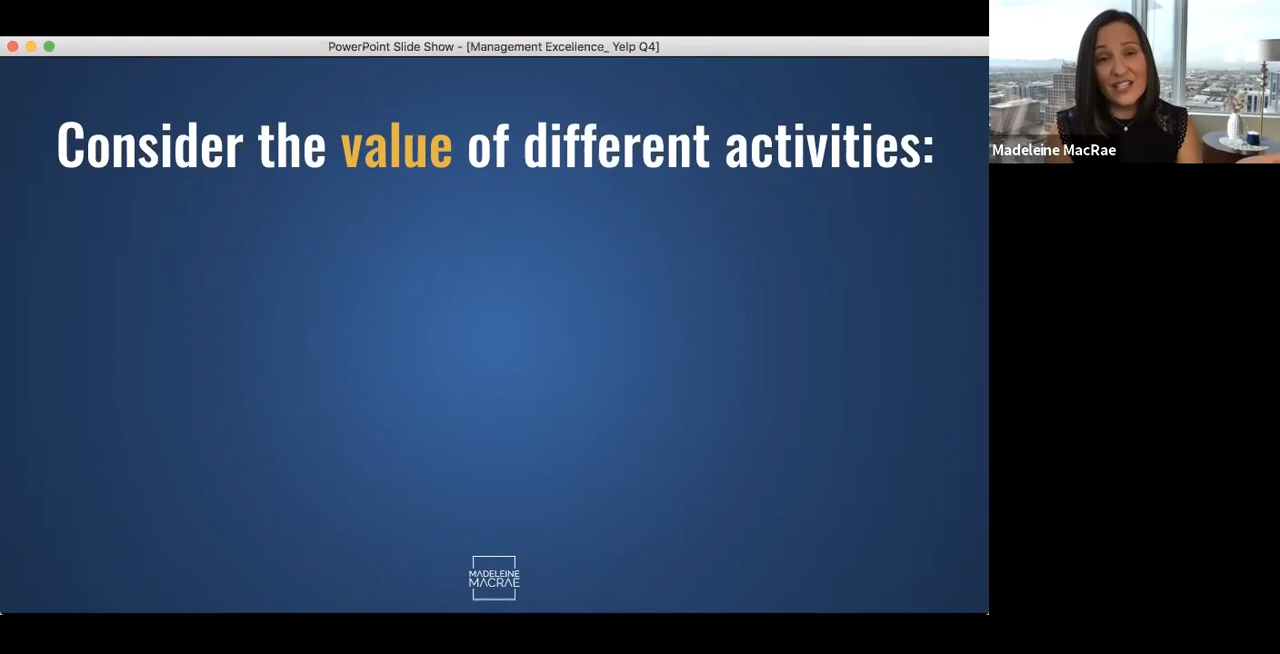 PowerPoint Slide Show - [Management Excellence_ Yelp Q4]
Consider the value of different activities:
Madeleine MacRae
MADELEINE
MACRAE